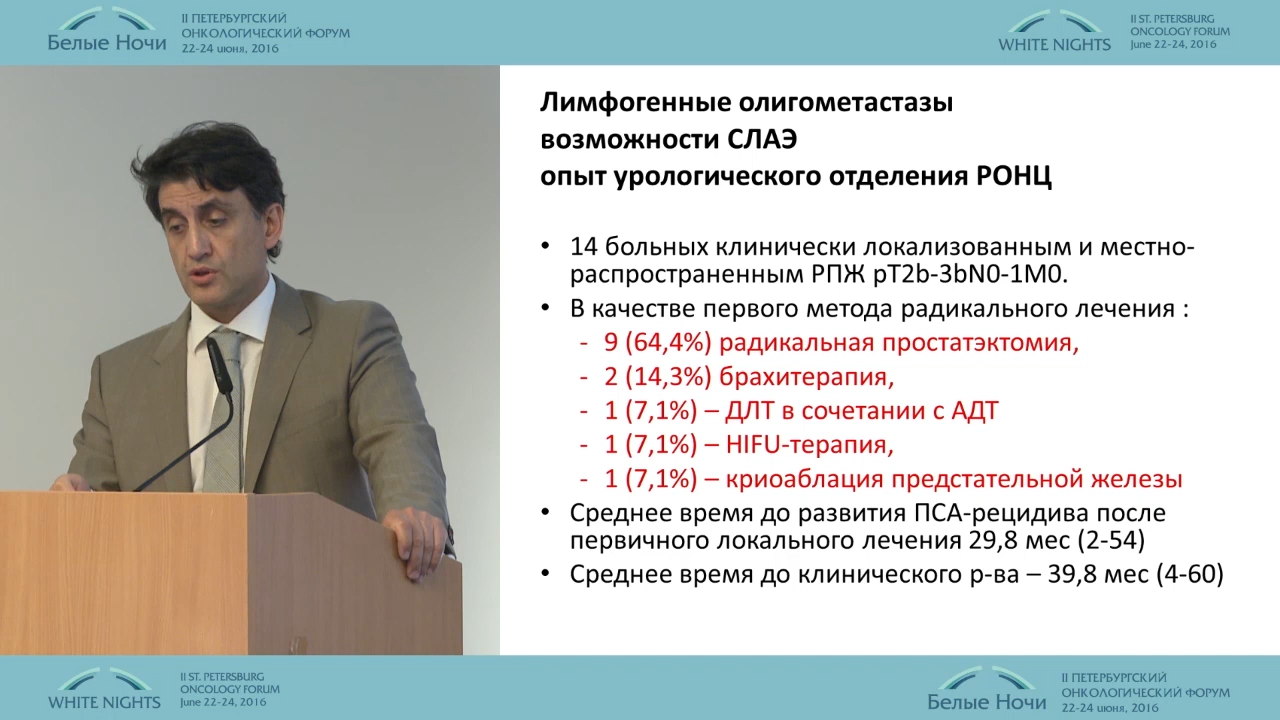 Белые Ночи
II ПЕТЕРБУРГСКИЙ
ОНКОЛОГИЧЕСКИЙ ФОРУМ
22-24 июня, 2016
WHITE NIGHTS
II ST. PETERSBURG
ONCOLOGY FORUM
June 22-24, 2016
Лимфогенные олигометастазы
возможности СЛАЭ
опыт урологического отделения РОНЦ
• 14 больных клинически локализованным и местно-
распространенным РПЖ pT2b-3bN0-1M0.
• В качестве первого метода радикального лечения :
- 9 (64,4%) радикальная простатэктомия,
- 2 (14,3%) брахитерапия,
- 1 (7,1%) – ДЛТ в сочетании с АДТ
- 1 (7,1%) – HIFU-терапия,
- 1 (7,1%) – криоаблация предстательной железы
• Среднее время до развития ПСА-рецидива после
первичного локального лечения 29,8 мес (2-54)
• Среднее время до клинического р-ва – 39,8 мес (4-60)
WHITE NIGHTS
II ST. PETERSBURG
ONCOLOGY FORUM
June 22-24, 2016
Белые Ночи
II ПЕТЕРБУРГСКИЙ
ОНКОЛОГИЧЕСКИЙ ФОРУМ
22-24 июня, 2016